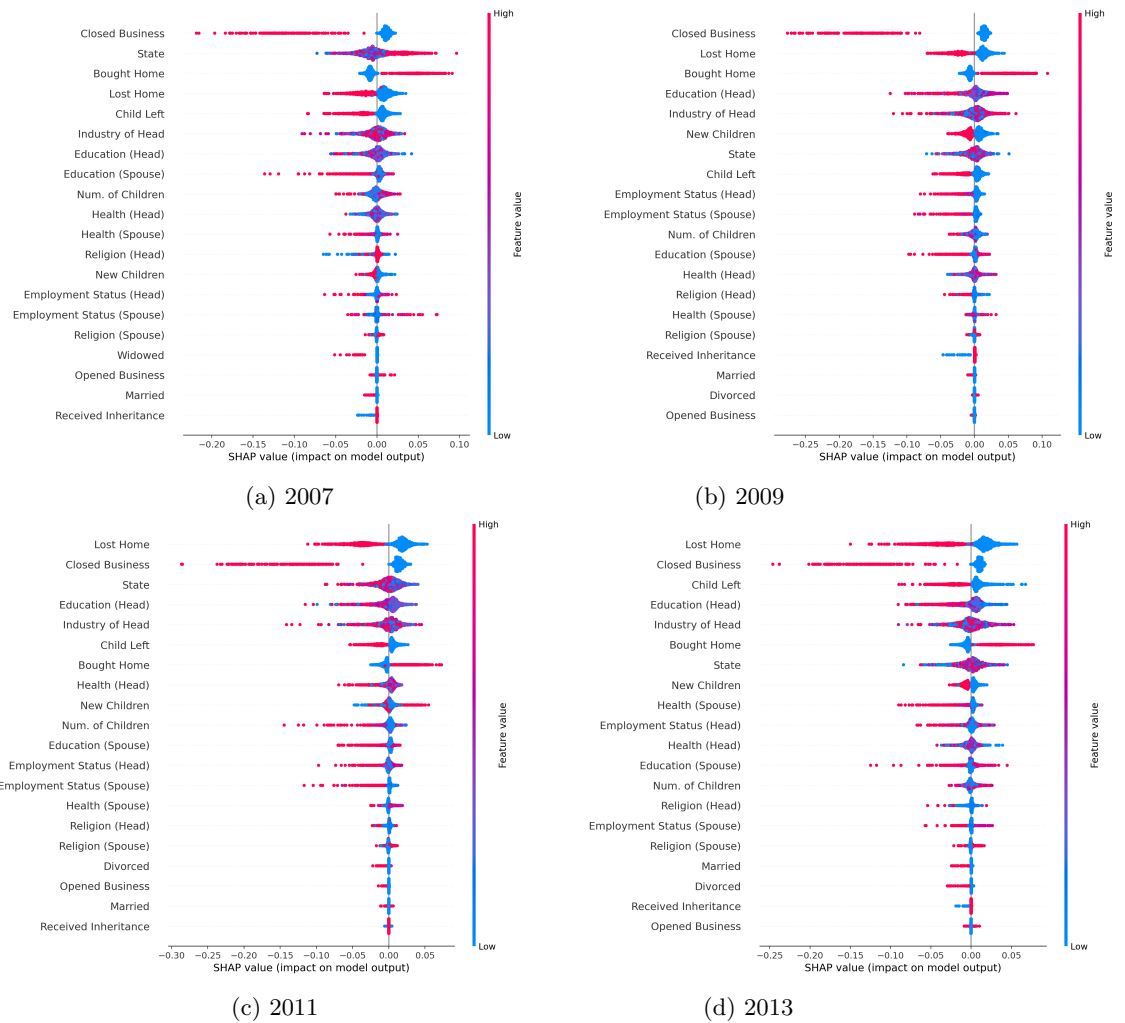 Closed Business
State
Bought Home
Lost Home
Child Left
Industry of Head
Education (Head)
Education (Spouse)
Num. of Children
Health (Head)
Health (Spouse)
Religion (Head)
New Children
Employment Status (Head)
Employment Status (Spouse)
Religion (Spouse)
Widowed
Opened Business
Married
Received Inheritance
−0.20 −0.15 −0.10 −0.05 0.00 0.05 0.10
SHAP value (impact on model output)
High
Feature value
Low
(a) 2007
Closed Business
Lost Home
Bought Home
Education (Head)
Industry of Head
New Children
State
Child Left
Employment Status (Head)
Employment Status (Spouse)
Num. of Children
Education (Spouse)
Health (Head)
Religion (Head)
Health (Spouse)
Religion (Spouse)
Received Inheritance
Married
Divorced
Opened Business
−0.25 −0.20 −0.15 −0.10 −0.05 0.00 0.05 0.10
SHAP value (impact on model output)
High
Feature value
Low
(b) 2009
Lost Home
Closed Business
State
Education (Head)
Industry of Head
Child Left
Bought Home
Health (Head)
New Children
Num. of Children
Education (Spouse)
Employment Status (Head)
Employment Status (Spouse)
Health (Spouse)
Religion (Head)
Religion (Spouse)
Divorced
Opened Business
Married
Received Inheritance
−0.30 −0.25 −0.20 −0.15 −0.10 −0.05 0.00 0.05
SHAP value (impact on model output)
High
Feature value
Low
(c) 2011
Lost Home
Closed Business
Child Left
Education (Head)
Industry of Head
Bought Home
State
New Children
Health (Spouse)
Employment Status (Head)
Health (Head)
Education (Spouse)
Num. of Children
Religion (Head)
Employment Status (Spouse)
Religion (Spouse)
Married
Divorced
Received Inheritance
Opened Business
−0.25 −0.20 −0.15 −0.10 −0.05 0.00 0.05
SHAP value (impact on model output)
High
Feature value
Low
(d) 2013